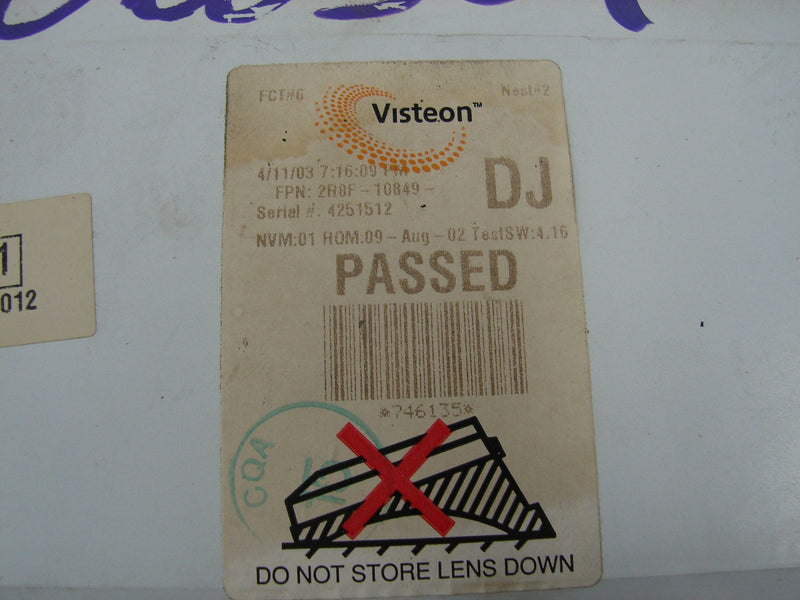 FCT#6 Nest#2
Visteon™
4/11/03 7:16:09 PM
DJ
FPN: 2R8F-10849-
Serial #: 4251512
NVM:01 ROM:09-Aug-02 TestSW:4.16
PASSED
*746135*
1
012
CQA
DO NOT STORE LENS DOWN